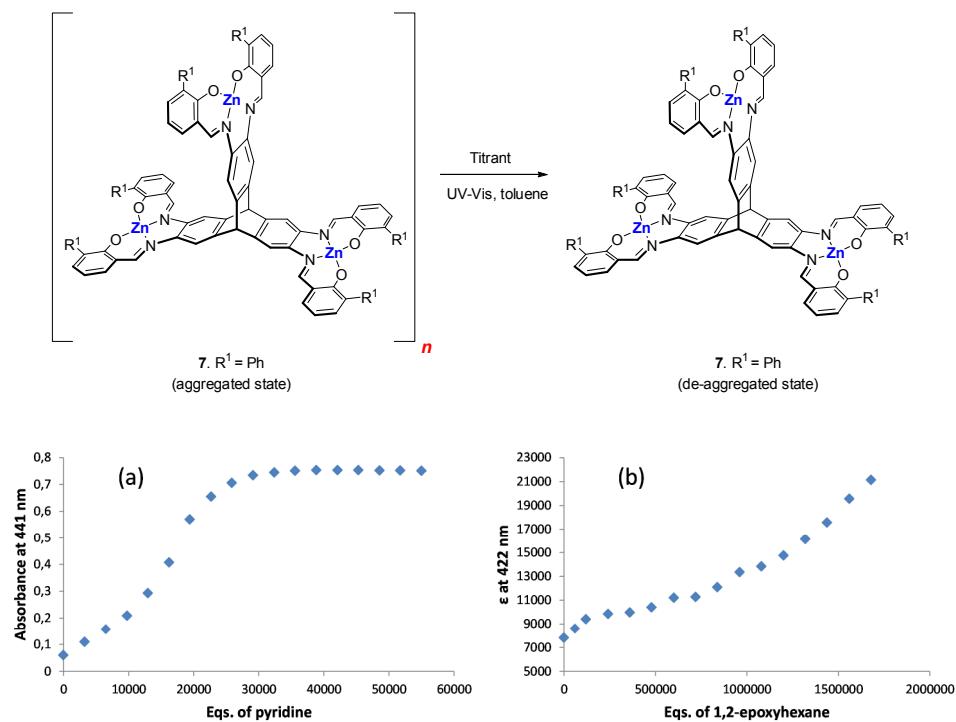 R1
O
R1
O
Zn
N
N
R1
O
Zn
N
R1
O
N
N
O
Zn
R1
N
O
R1
n
7. R1 = Ph
(aggregated state)
Titrant
UV-Vis, toluene
R1
O
R1
O
Zn
N
N
R1
O
Zn
N
R1
O
N
N
O
Zn
R1
N
O
R1
7. R1 = Ph
(de-aggregated state)
(a)
Absorbance at 441 nm
0,8
0,7
0,6
0,5
0,4
0,3
0,2
0,1
0
0 10000 20000 30000 40000 50000 60000
Eqs. of pyridine
(b)
ε at 422 nm
23000
21000
19000
17000
15000
13000
11000
9000
7000
5000
0 500000 1000000 1500000 2000000
Eqs of 1,2-epoxyhexane